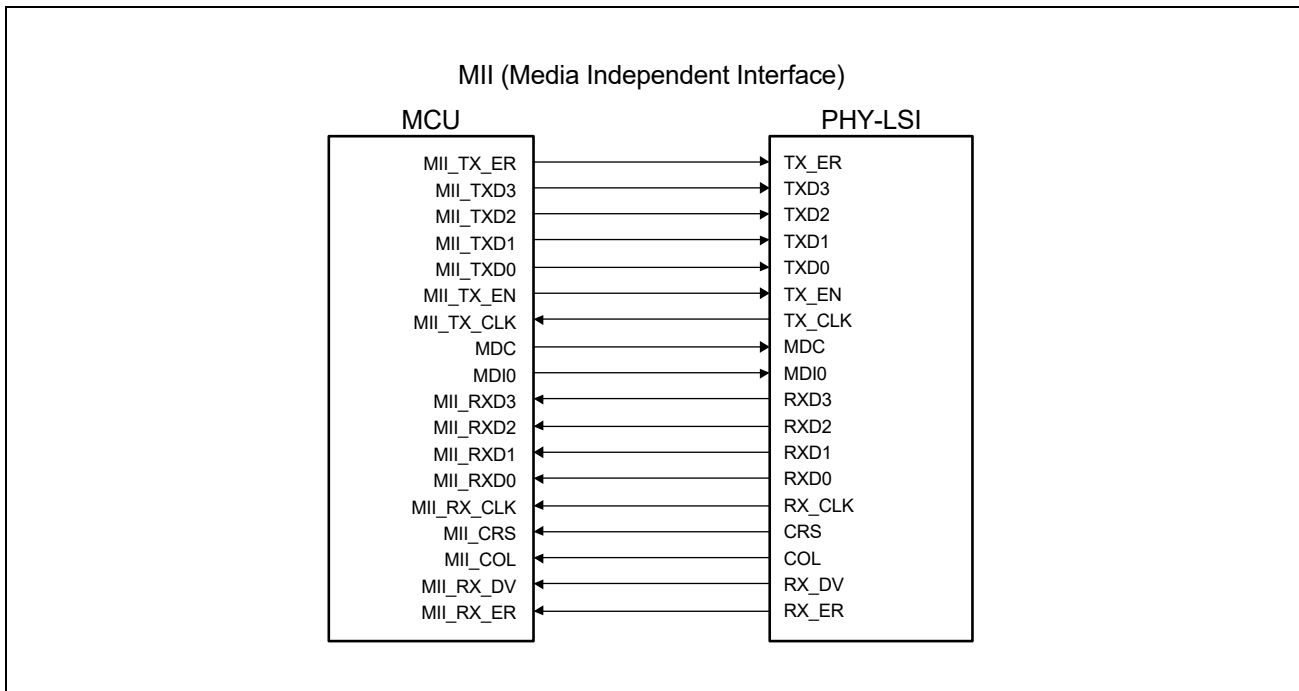 MII (Media Independent Interface)
MCU PHY-LSI
MII_TX_ER TX_ER
MII_TXD3 TXD3
MII_TXD2 TXD2
MII_TXD1 TXD1
MII_TXD0 TXD0
MII_TX_EN TX_EN
MII_TX_CLK TX_CLK
MDC MDC
MDI0 MDI0
MII_RXD3 RXD3
MII_RXD2 RXD2
MII_RXD1 RXD1
MII_RXD0 RXD0
MII_RX_CLK RX_CLK
MII_CRS CRS
MII_COL COL
MII_RX_DV RX_DV
MII_RX_ER RX_ER